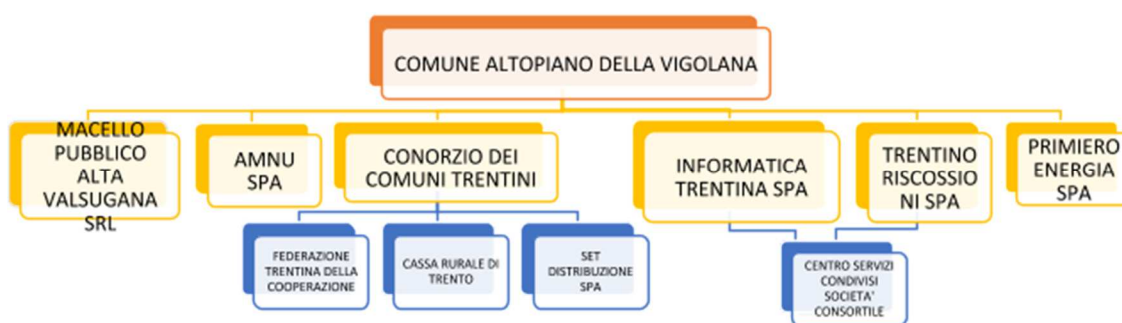 COMUNE ALTOPIANO DELLA VIGOLANA
MACELLO
PUBBLICO
ALTA
VALSUGANA
SRL
AMNU
SPA
CONORZIO DEI
COMUNI TRENTINI
INFORMATICA
TRENTINA SPA
TRENTINO
RISCOSSIO
NI SPA
PRIMIERO
ENERGIA
SPA
FEDERAZIONE
TRENTINA DELLA
COOPERAZIONE
CASSA RURALE DI
TRENTO
SET
DISTRIBUZIONE
SPA
CENTRO SERVIZI
CONDIVISI
SOCIETA'
CONSORTILE